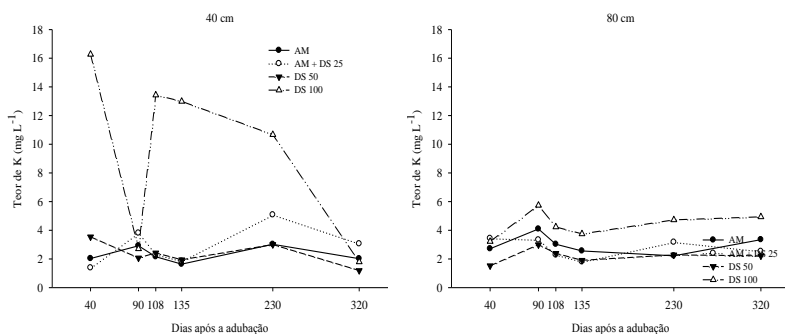 40 cm
80 cm
18
16
14
12
10
8
6
4
2
0
Teor de K (mg L-1)
AM
AM + DS 25
DS 50
DS 100
40 90 108 135 230 320
Dias após a adubação
18
16
14
12
10
8
6
4
2
0
Teor de K (mg L-1)
AM
AM + DS 25
DS 50
DS 100
40 90 108 135 230 320
Dias após a adubação